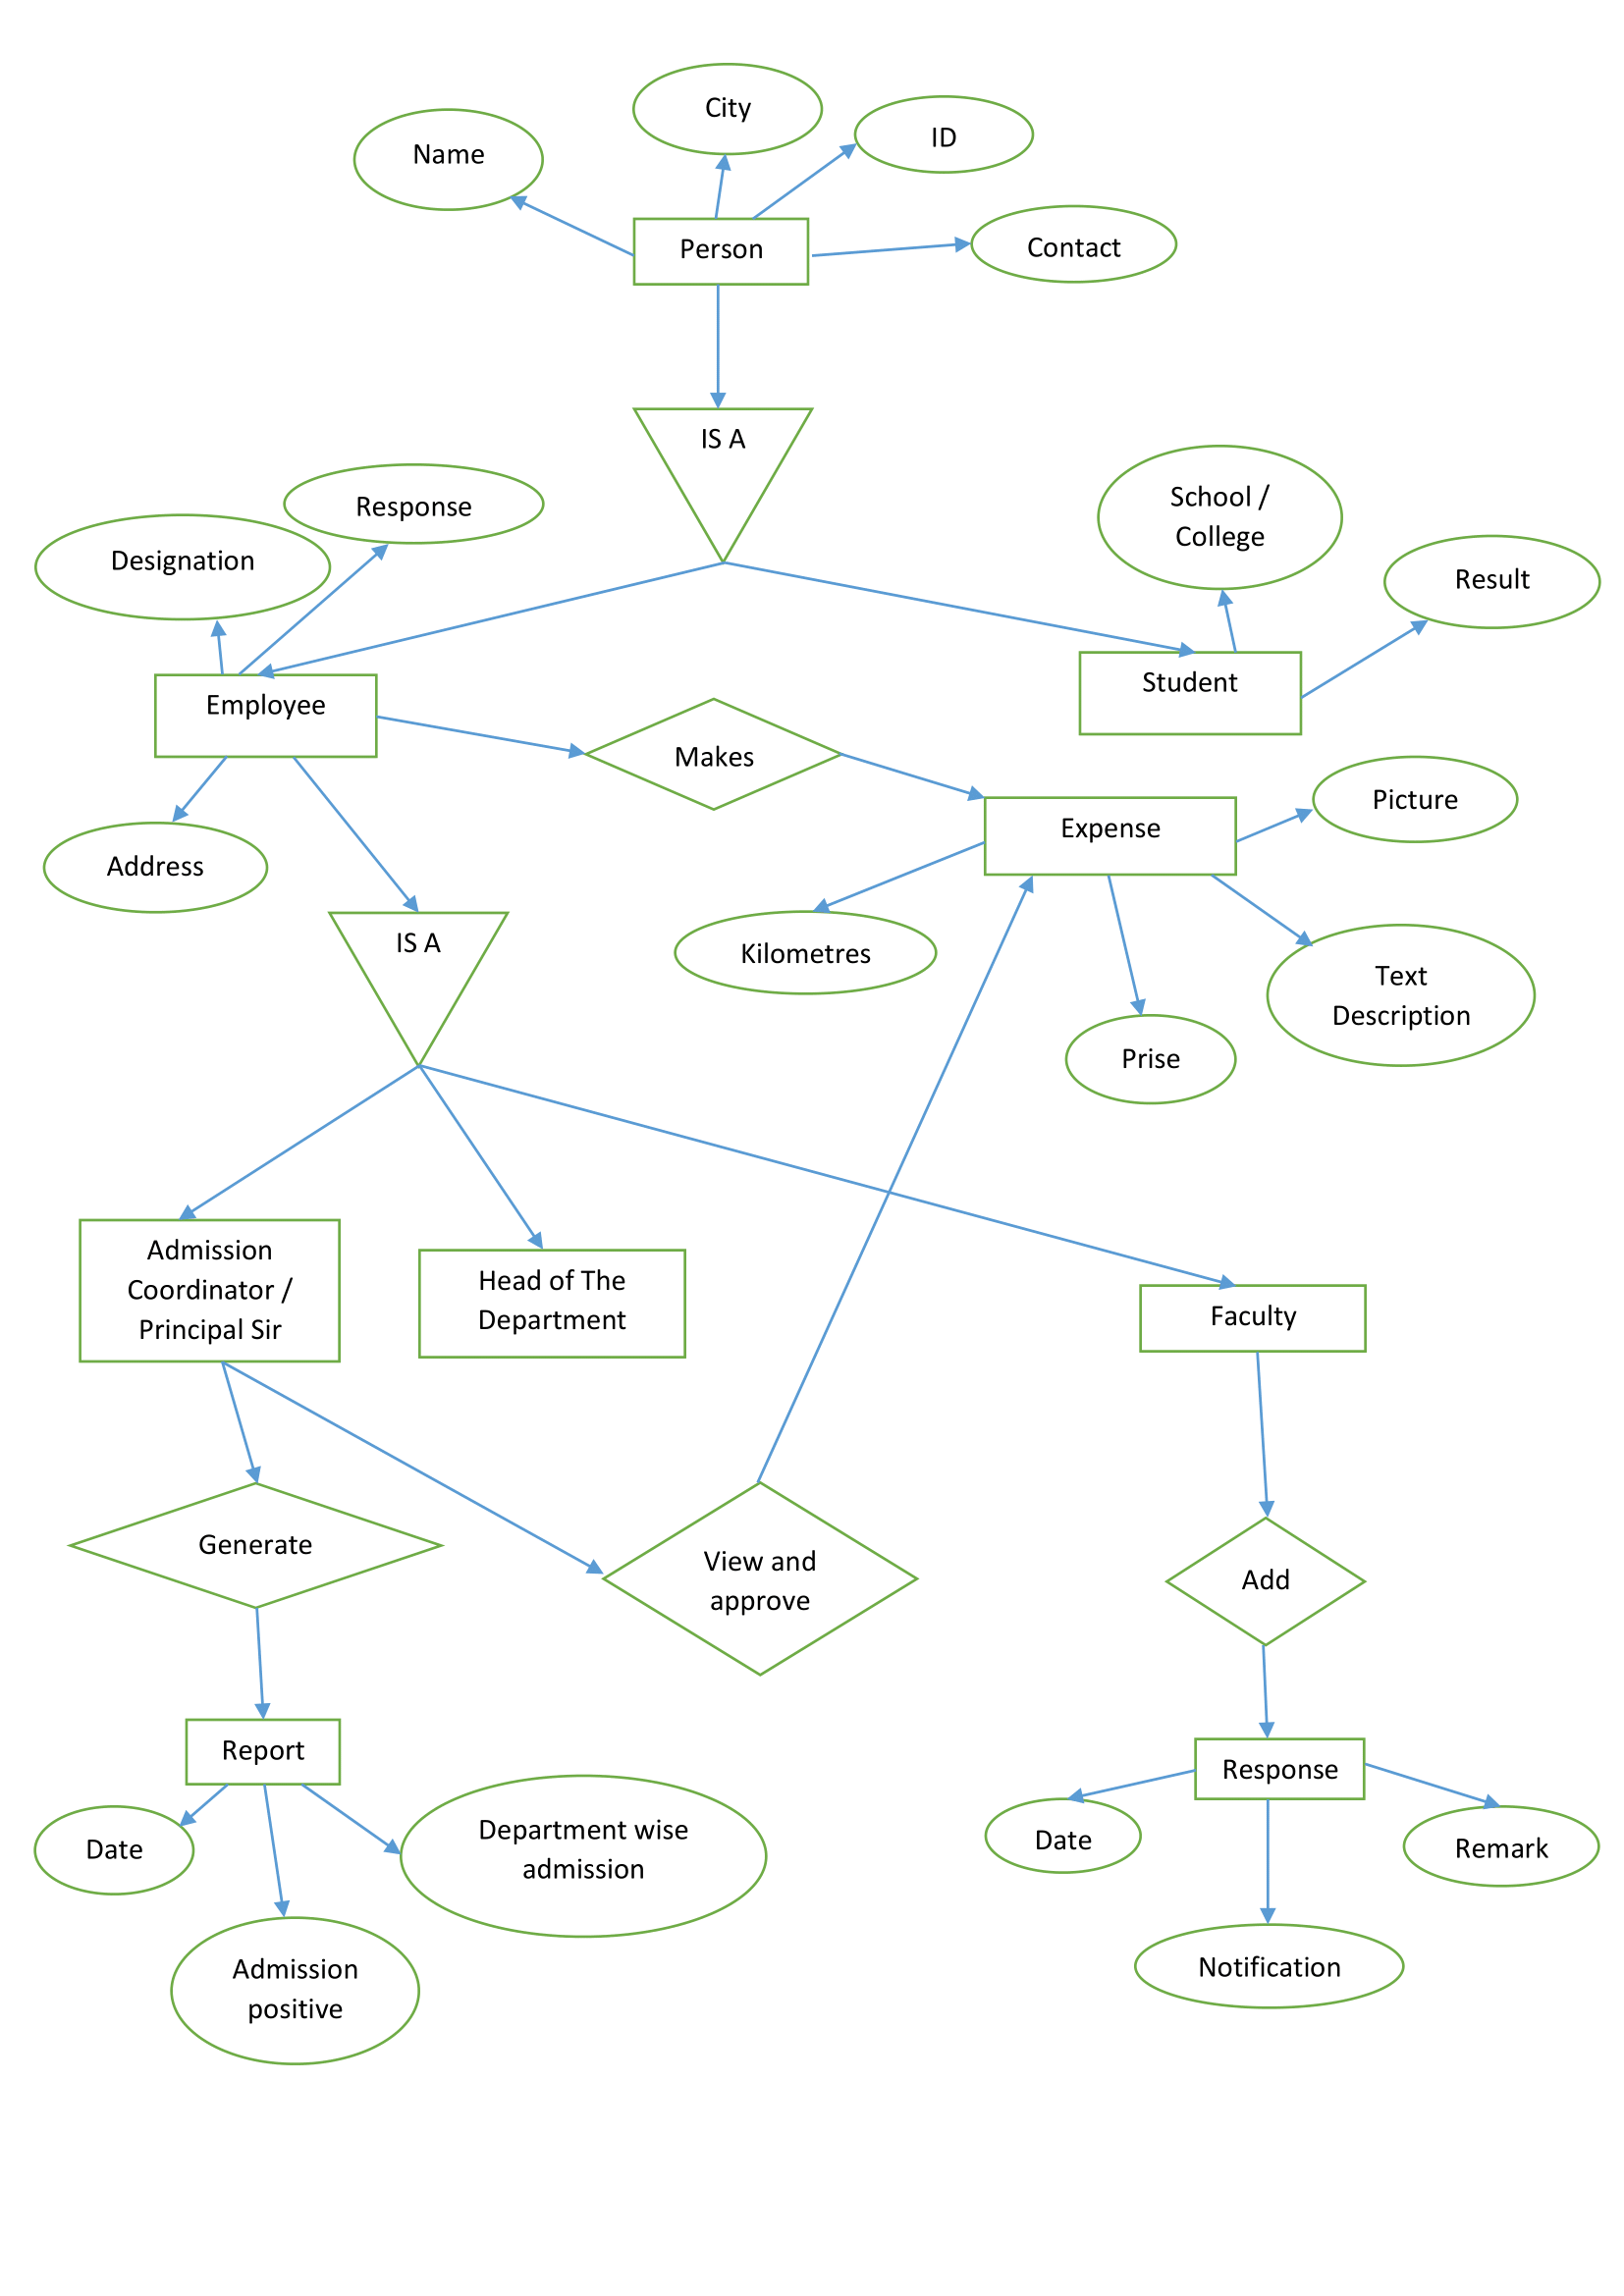 City
ID
Name
Person
Contact
IS A
School /
College
Response
Designation
Result
Student
Employee
Makes
Picture
Expense
Address
IS A
Kilometres
Text
Description
Prise
Admission
Coordinator /
Principal Sir
Head of The
Department
Faculty
Generate
View and
approve
Add
Report
Response
Department wise
admission
Date
Date
Remark
Admission
positive
Notification